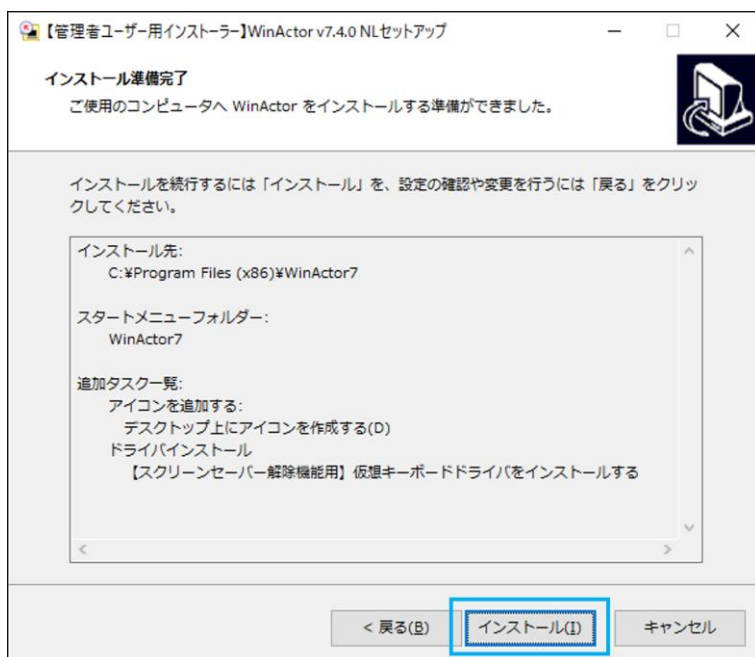 【管理者ユーザー用インストーラー】WinActor v7.4.0 NLセットアップ
インストール準備完了
ご使用のコンピュータへ WinActor をインストールする準備ができました。
インストールを続行するには「インストール」を、設定の確認や変更を行うには「戻る」をクリッ
クしてください。
インストール先:
C:¥Program Files (x86)¥WinActor7
スタートメニューフォルダー:
WinActor7
追加タスク一覧:
アイコンを追加する:
デスクトップ上にアイコンを作成する(D)
ドライバインストール
【スクリーンセーバー解除機能用】仮想キーボードドライバをインストールする
< 戻る(B)
インストール(I)
キャンセル